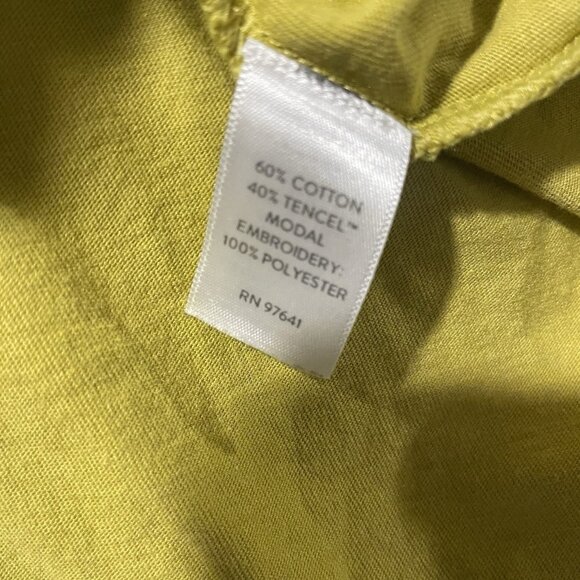 60% COTTON
40% TENCEL™
MODAL
EMBROIDERY:
100% POLYESTER
RN 97641